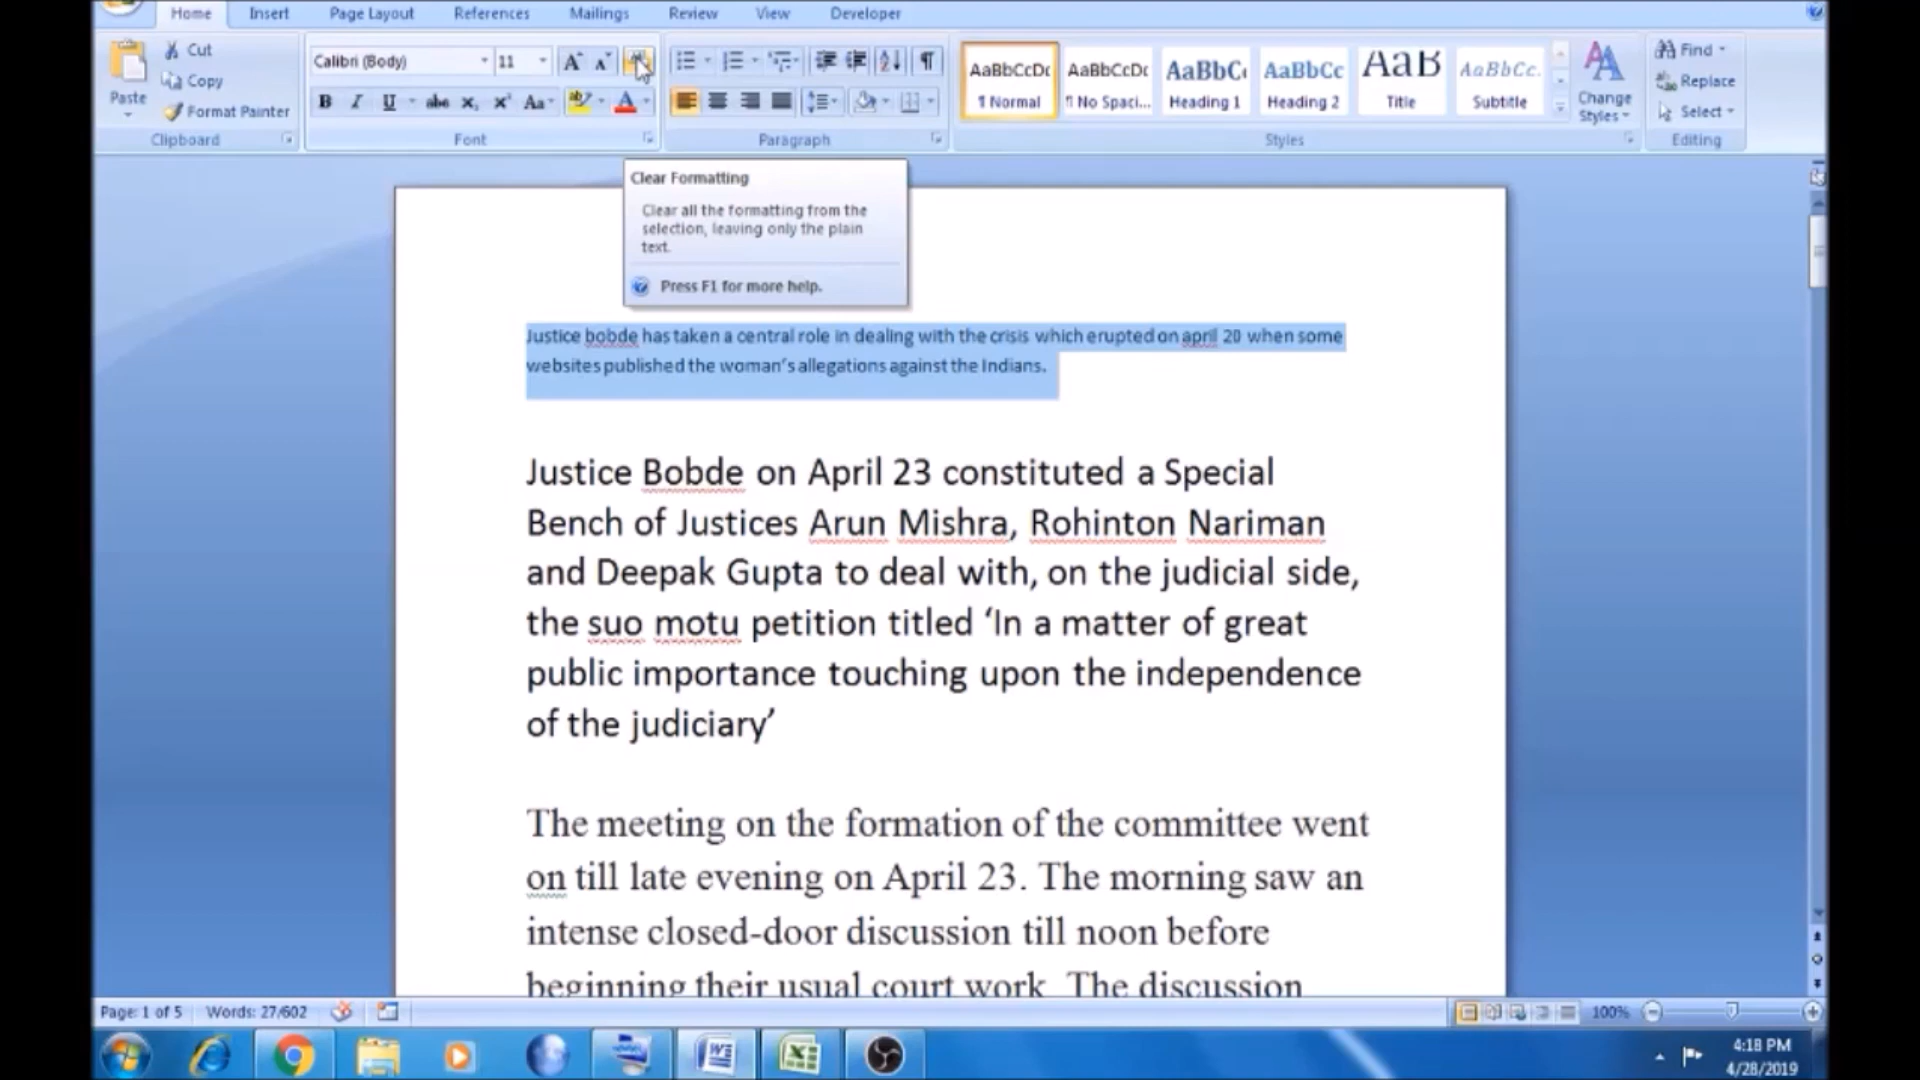 Home Insert Page Layout References Mailings Review View Developer
Paste
Cut
Copy
Format Painter
Clipboard
Calibri (Body) 11
Font
Paragraph
AaBbCcDc AaBbCcDc AaBbC AaBbCc AaB AaBbCc.
¶ Normal ¶ No Spaci... Heading 1 Heading 2 Title Subtitle
Change
Styles
Styles
Find
Replace
Select
Editing
Clear Formatting
Clear all the formatting from the
selection, leaving only the plain
text.
Press F1 for more help.
Justice bobde has taken a central role in dealing with the crisis which erupted on april 20 when some
websites published the woman’s allegations against the Indians.
Justice Bobde on April 23 constituted a Special
Bench of Justices Arun Mishra, Rohinton Nariman
and Deepak Gupta to deal with, on the judicial side,
the suo motu petition titled ‘In a matter of great
public importance touching upon the independence
of the judiciary’
The meeting on the formation of the committee went
on till late evening on April 23. The morning saw an
intense closed-door discussion till noon before
beginning their usual court work. The discussion
Page: 1 of 5 Words: 27/602 100%
4:18 PM
4/28/2019